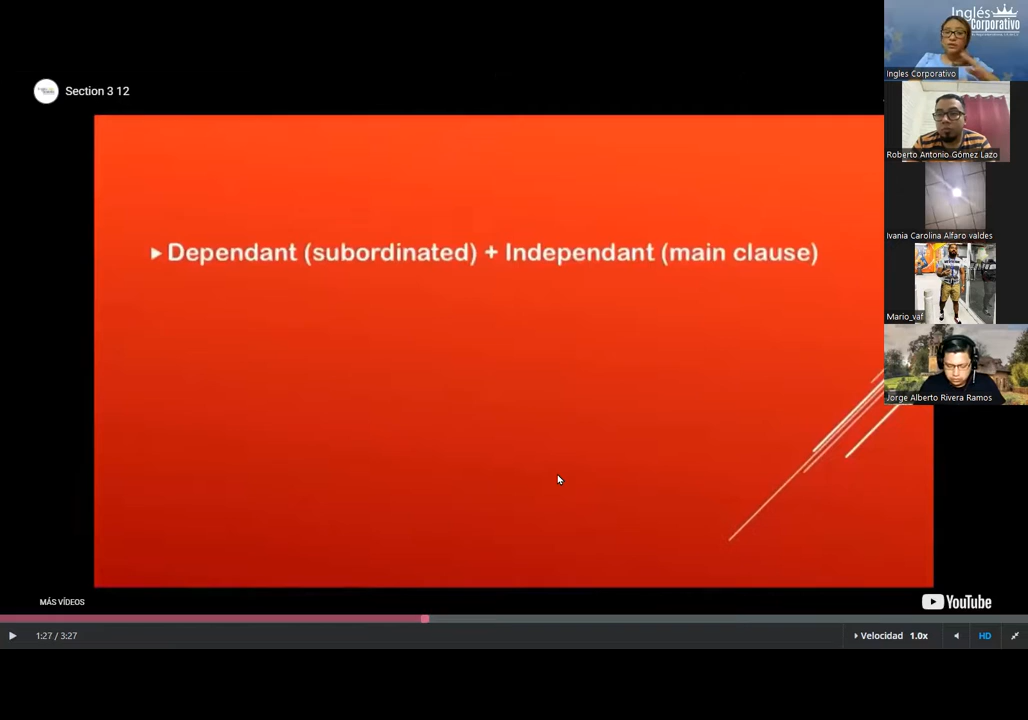 Inglés
Corporativo
Ingles Corporativo
Section 3 12
Roberto Antonio Gómez Lazo
Ivania Carolina Alfaro valdes
Dependant (subordinated) + Independant (main clause)
Mario_vaf
Jorge Alberto Rivera Ramos
MÁS VÍDEOS
YouTube
1:27 / 3:27
Velocidad 1.0x
HD